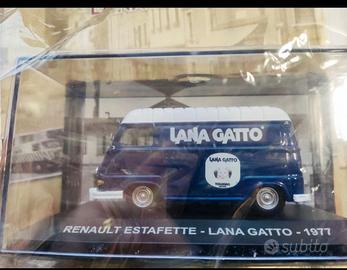 LANA GATTO
LANA GATTO
RENAULT ESTAFETTE - LANA GATTO - 1977
subito